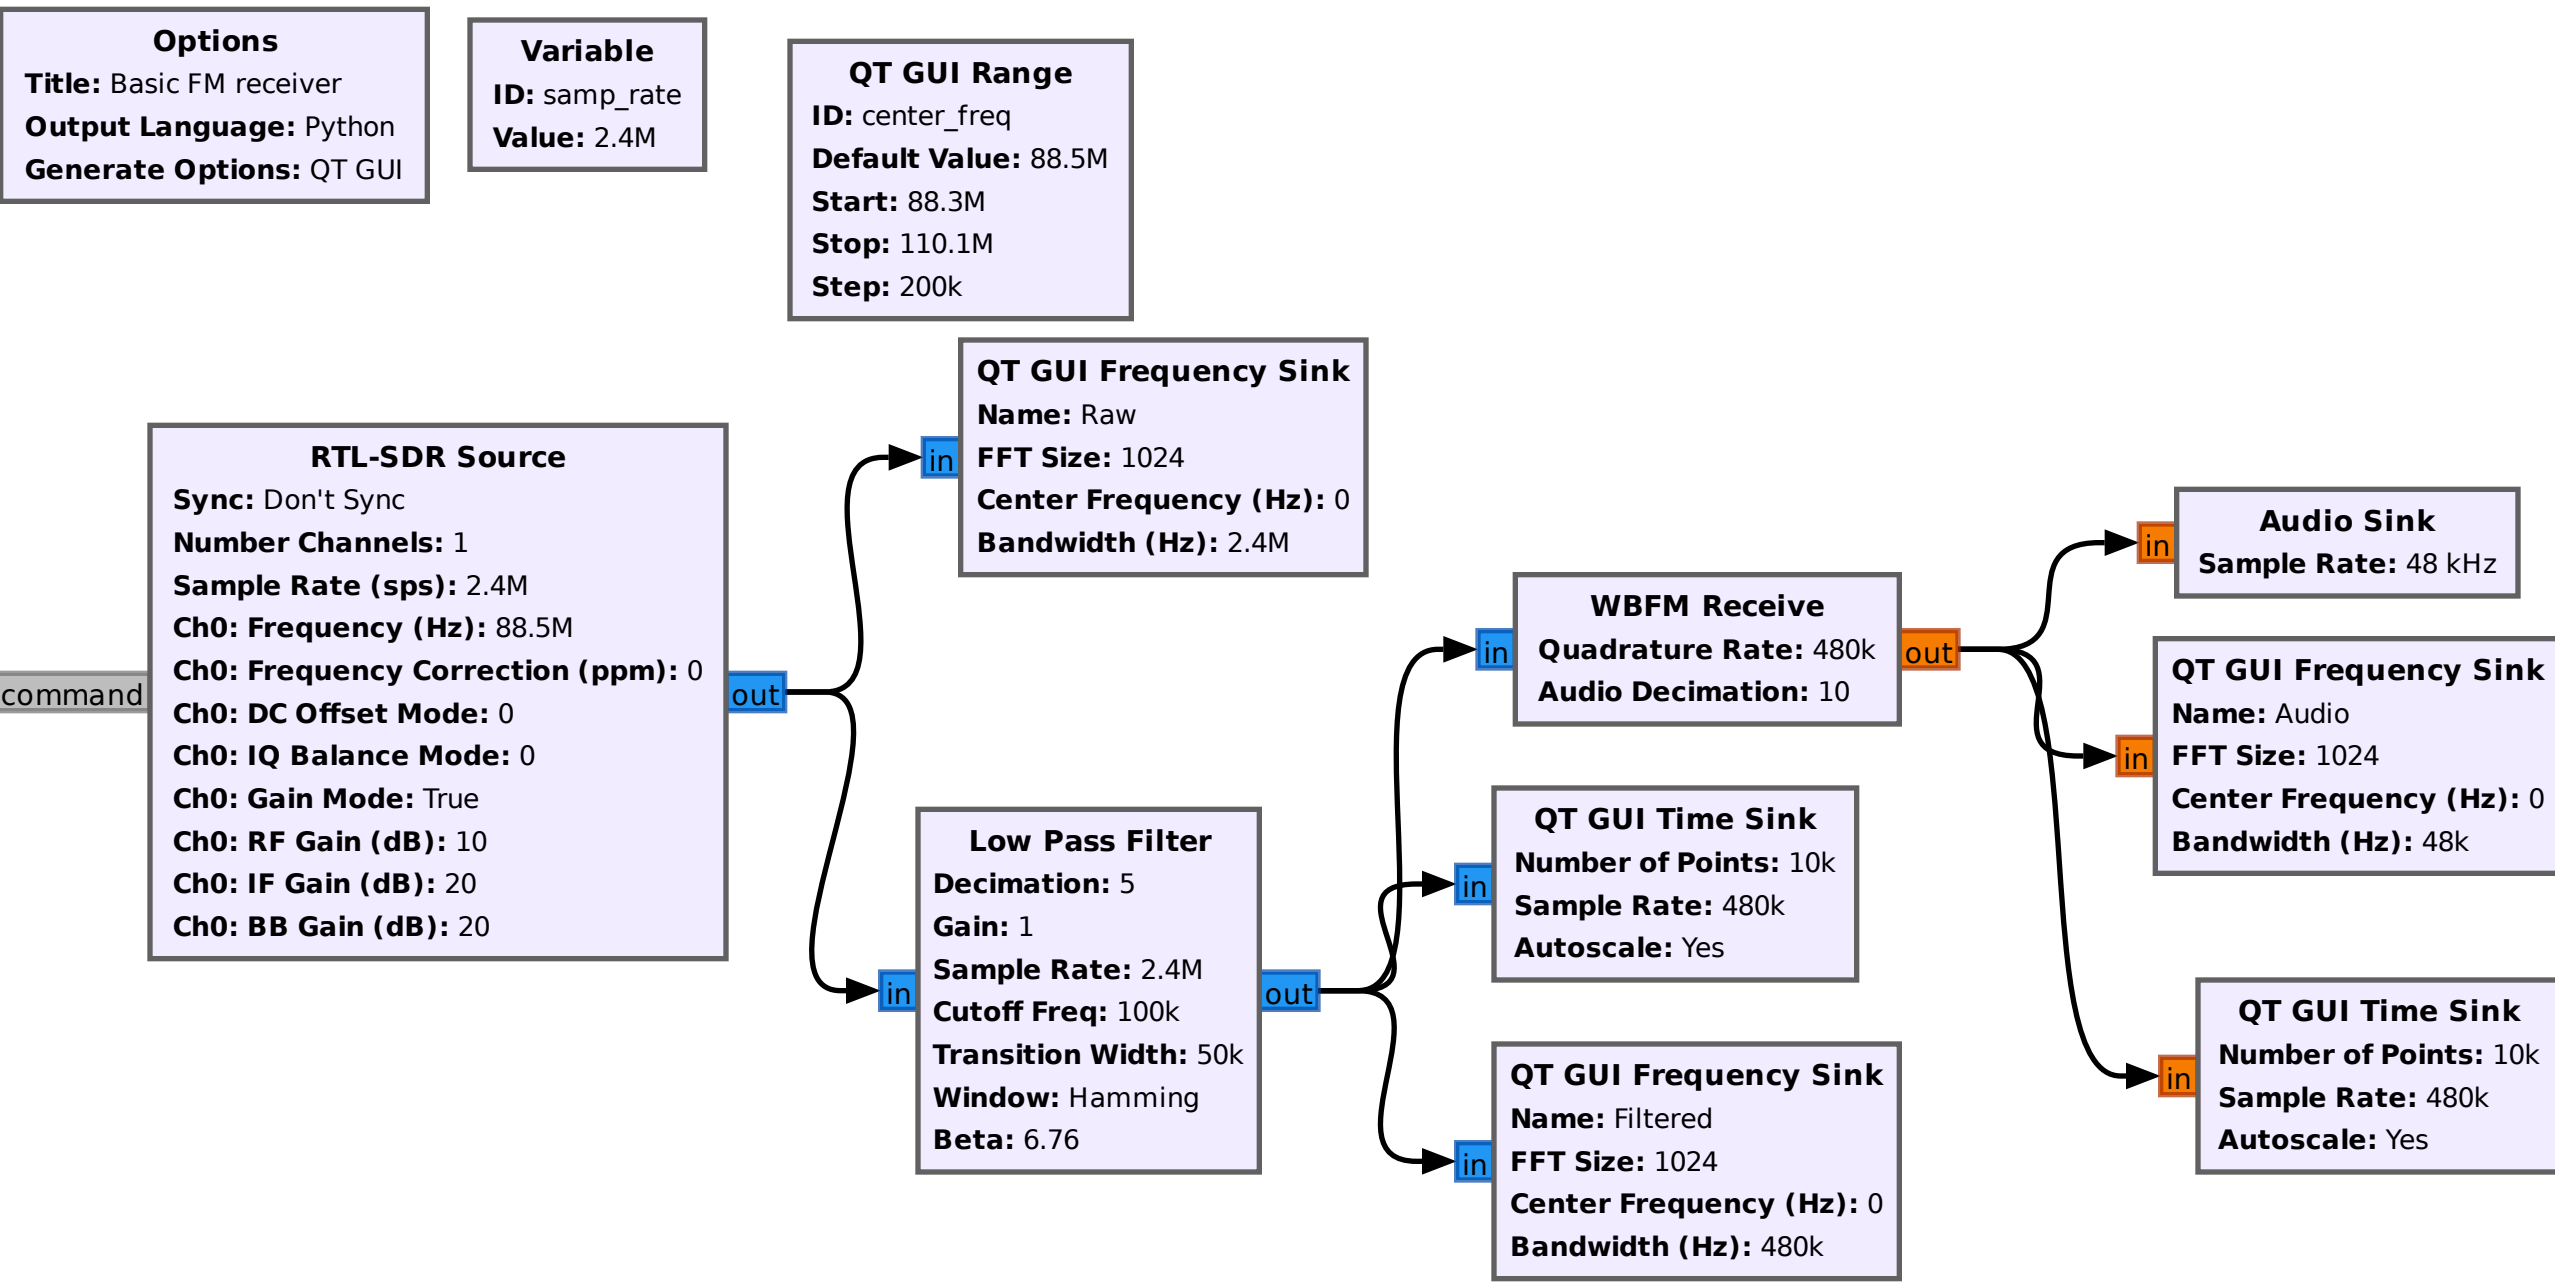 Options
Title: Basic FM receiver
Output Language: Python
Generate Options: QT GUI
Variable
ID: samp_rate
Value: 2.4M
QT GUI Range
ID: center_freq
Default Value: 88.5M
Start: 88.3M
Stop: 110.1M
Step: 200k
command
RTL-SDR Source
Sync: Don't Sync
Number Channels: 1
Sample Rate (sps): 2.4M
Ch0: Frequency (Hz): 88.5M
Ch0: Frequency Correction (ppm): 0
Ch0: DC Offset Mode: 0
Ch0: IQ Balance Mode: 0
Ch0: Gain Mode: True
Ch0: RF Gain (dB): 10
Ch0: IF Gain (dB): 20
Ch0: BB Gain (dB): 20
out
in
QT GUI Frequency Sink
Name: Raw
FFT Size: 1024
Center Frequency (Hz): 0
Bandwidth (Hz): 2.4M
in
Low Pass Filter
Decimation: 5
Gain: 1
Sample Rate: 2.4M
Cutoff Freq: 100k
Transition Width: 50k
Window: Hamming
Beta: 6.76
out
in
WBFM Receive
Quadrature Rate: 480k
Audio Decimation: 10
out
in
QT GUI Time Sink
Number of Points: 10k
Sample Rate: 480k
Autoscale: Yes
in
QT GUI Frequency Sink
Name: Filtered
FFT Size: 1024
Center Frequency (Hz): 0
Bandwidth (Hz): 480k
in
Audio Sink
Sample Rate: 48 kHz
in
QT GUI Frequency Sink
Name: Audio
FFT Size: 1024
Center Frequency (Hz): 0
Bandwidth (Hz): 48k
in
QT GUI Time Sink
Number of Points: 10k
Sample Rate: 480k
Autoscale: Yes